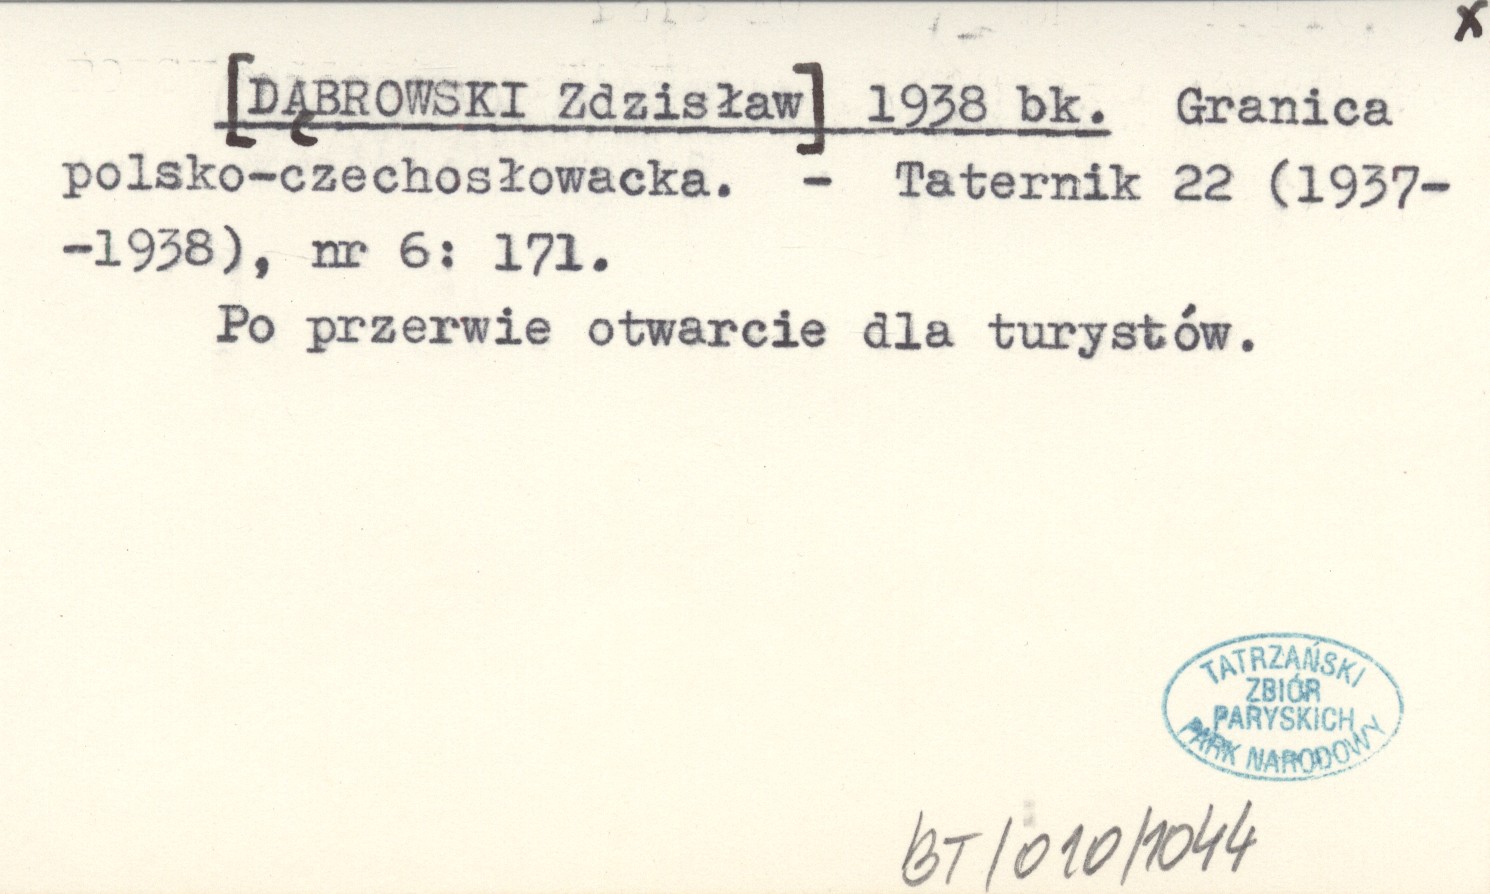 x
[DĄBROWSKI Zdzisław] 1938 bk. Granica
polsko-czechosłowacka. - Taternik 22 (1937-
-1938), nr 6: 171.
Po przerwie otwarcie dla turystów.
TATRZAŃSKI
ZBIÓR
PARYSKICH
PARK NARODOWY
BT/010/1044